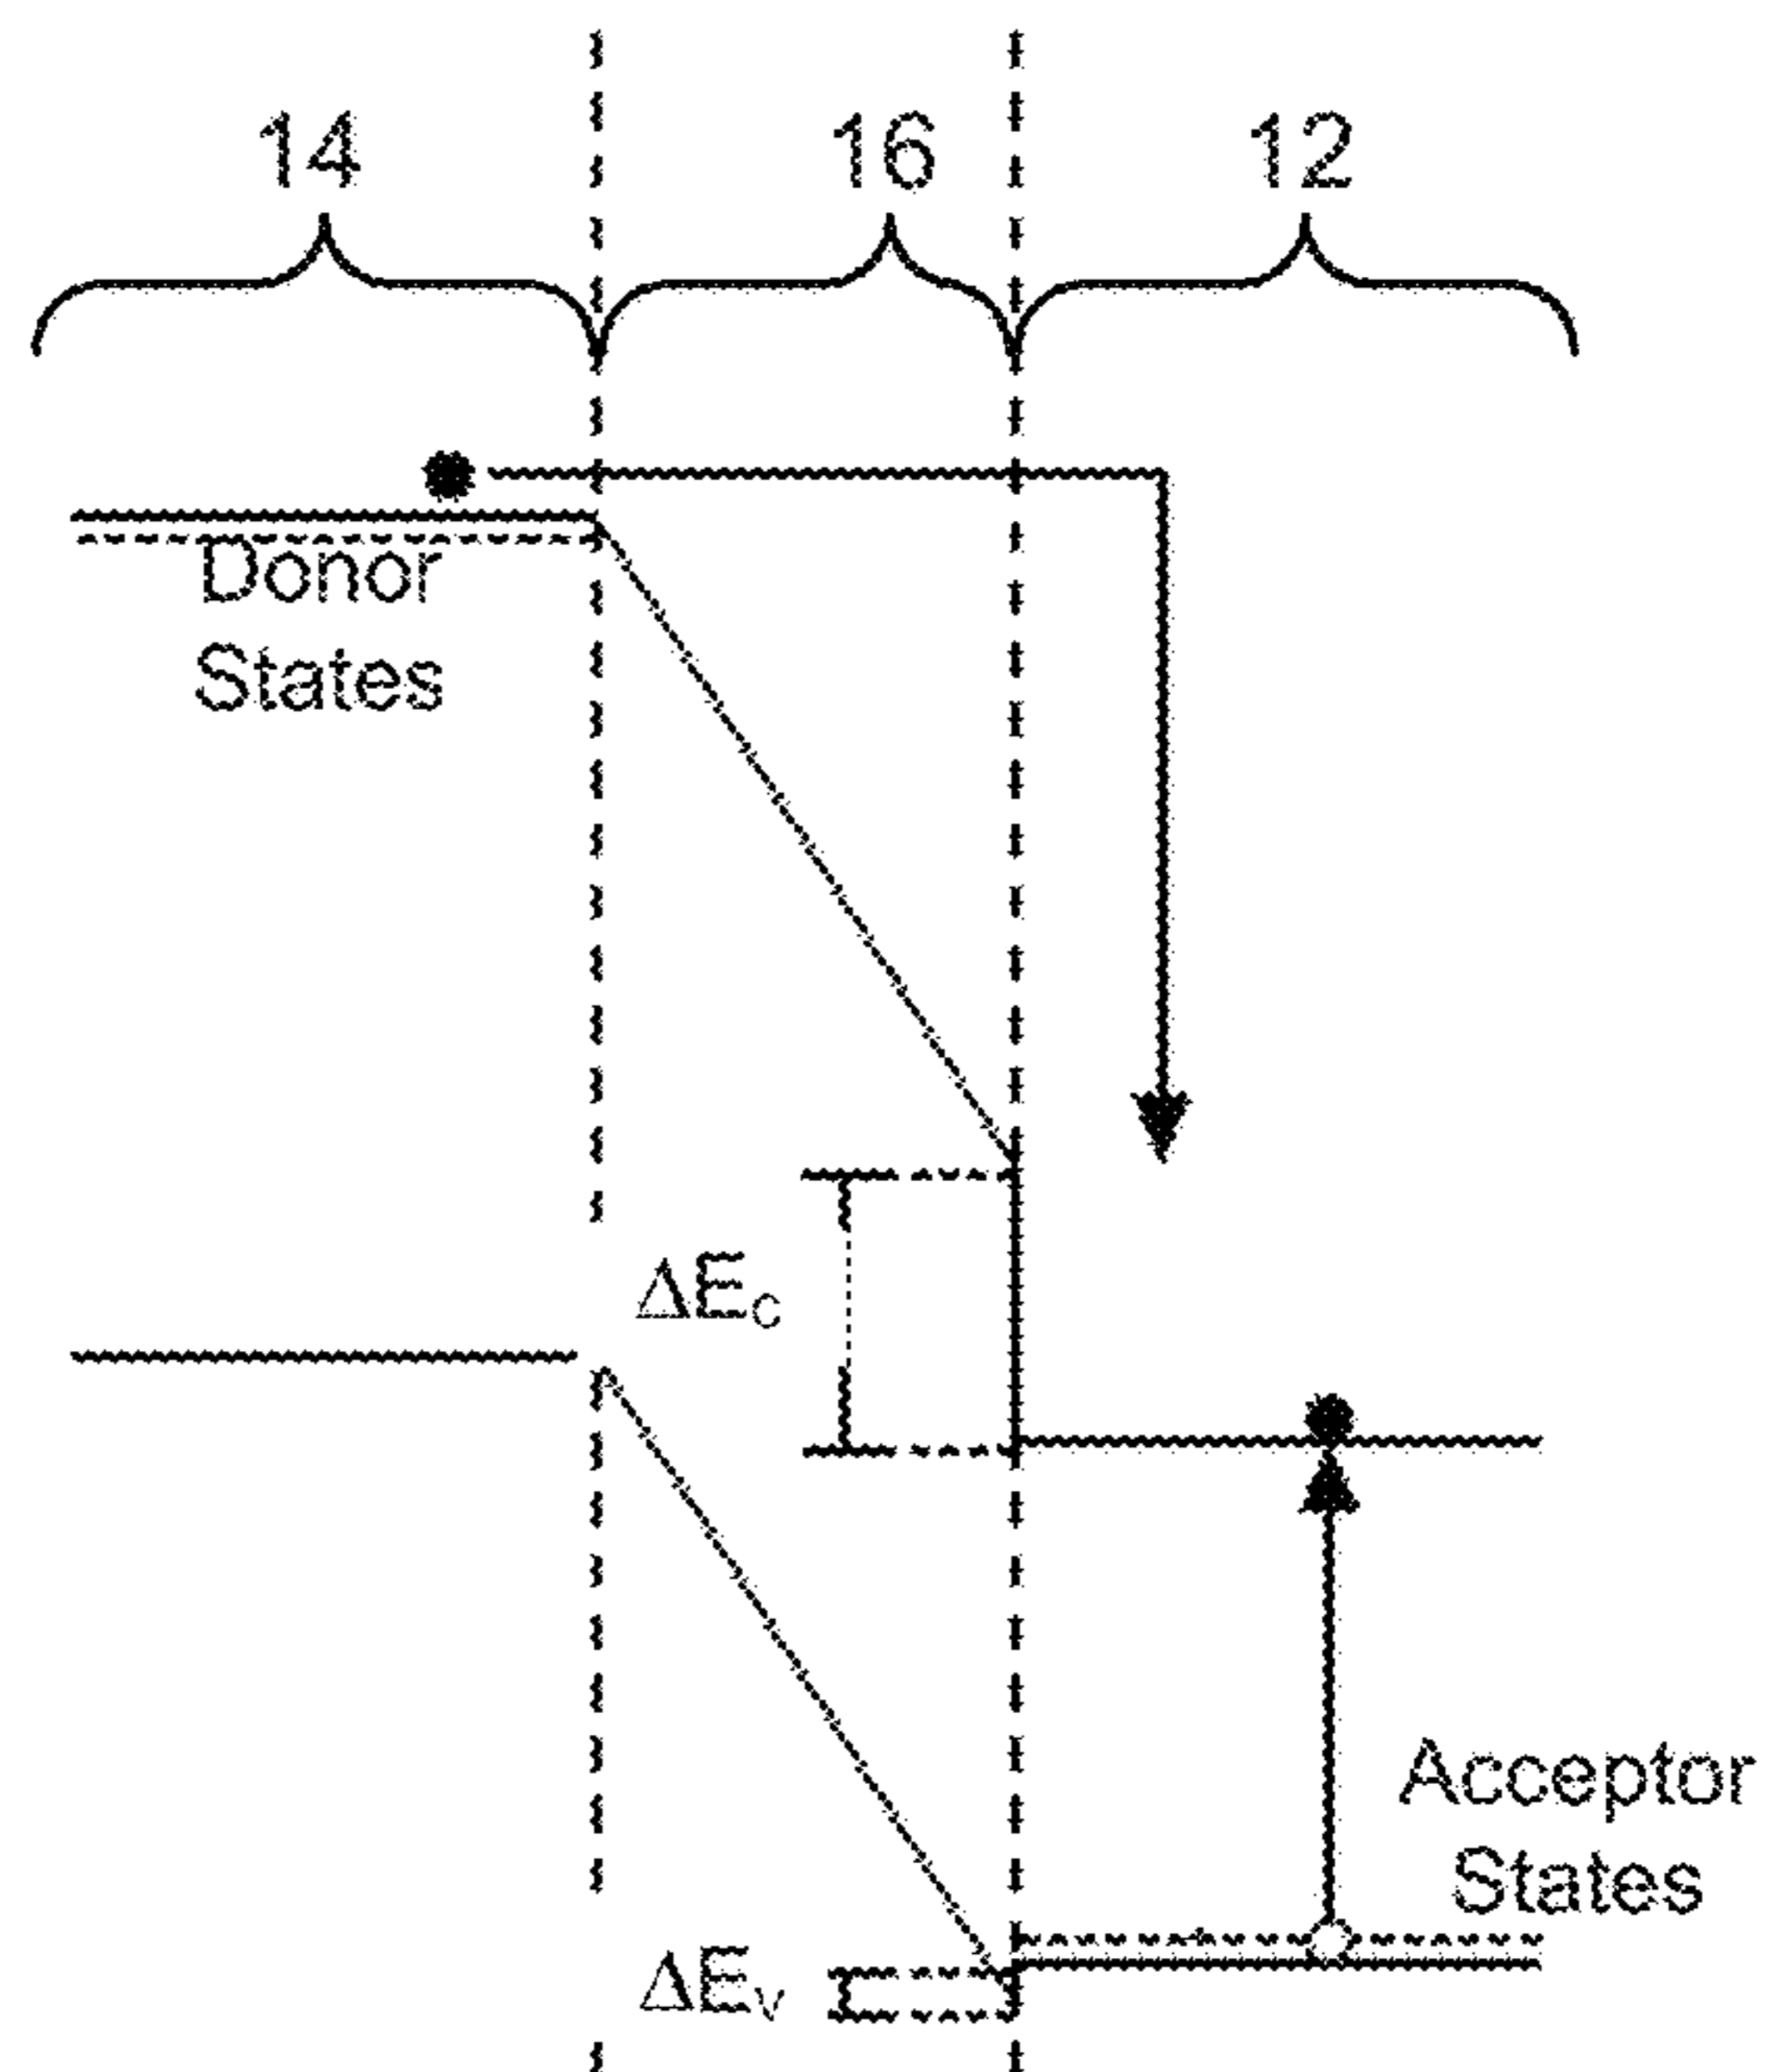 14 16 12
Donor
States
ΔEC
Acceptor
States
ΔEV